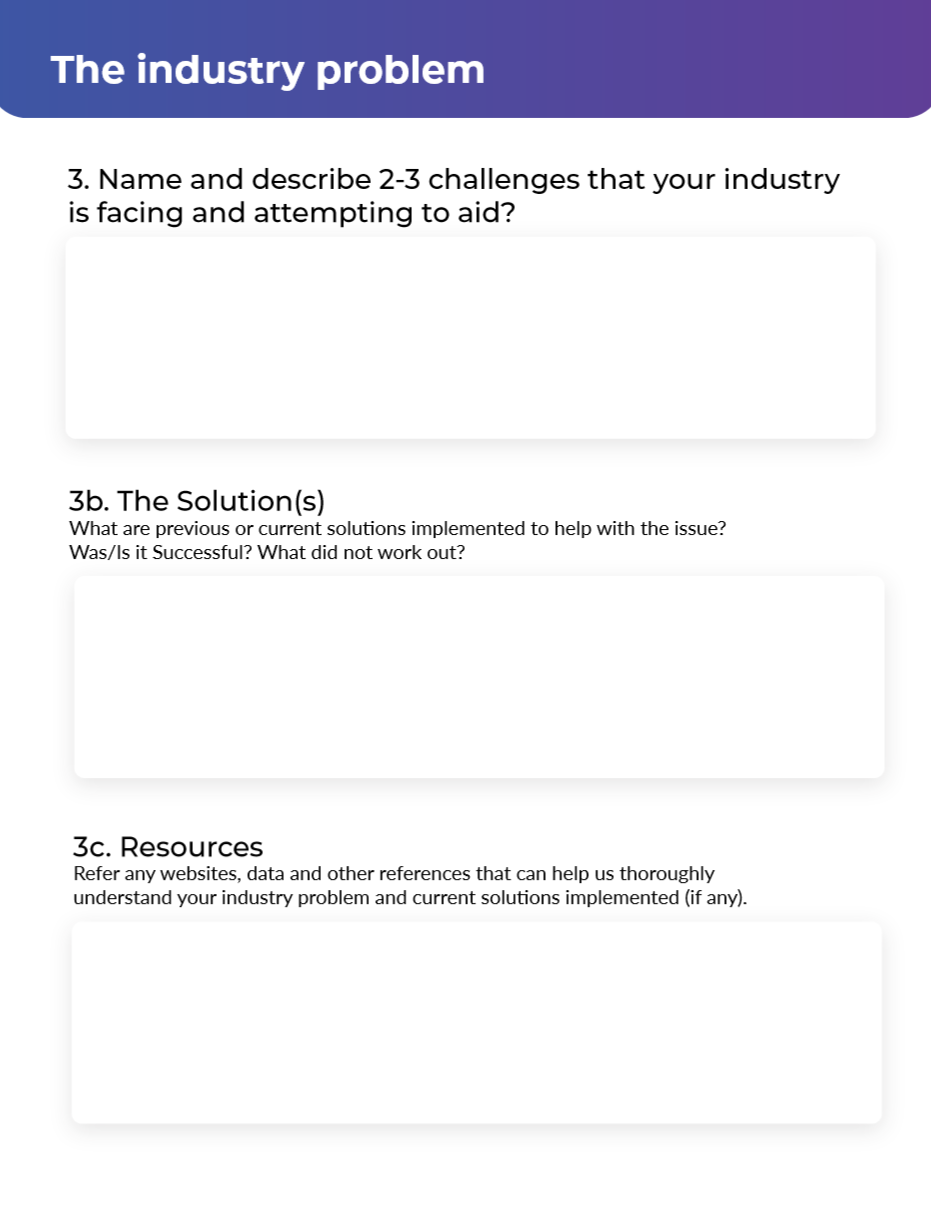 The industry problem
3. Name and describe 2-3 challenges that your industry
is facing and attempting to aid?
3b. The Solution(s)
What are previous or current solutions implemented to help with the issue?
Was/Is it Successful? What did not work out?
3c. Resources
Refer any websites, data and other references that can help us thoroughly
understand your industry problem and current solutions implemented (if any).